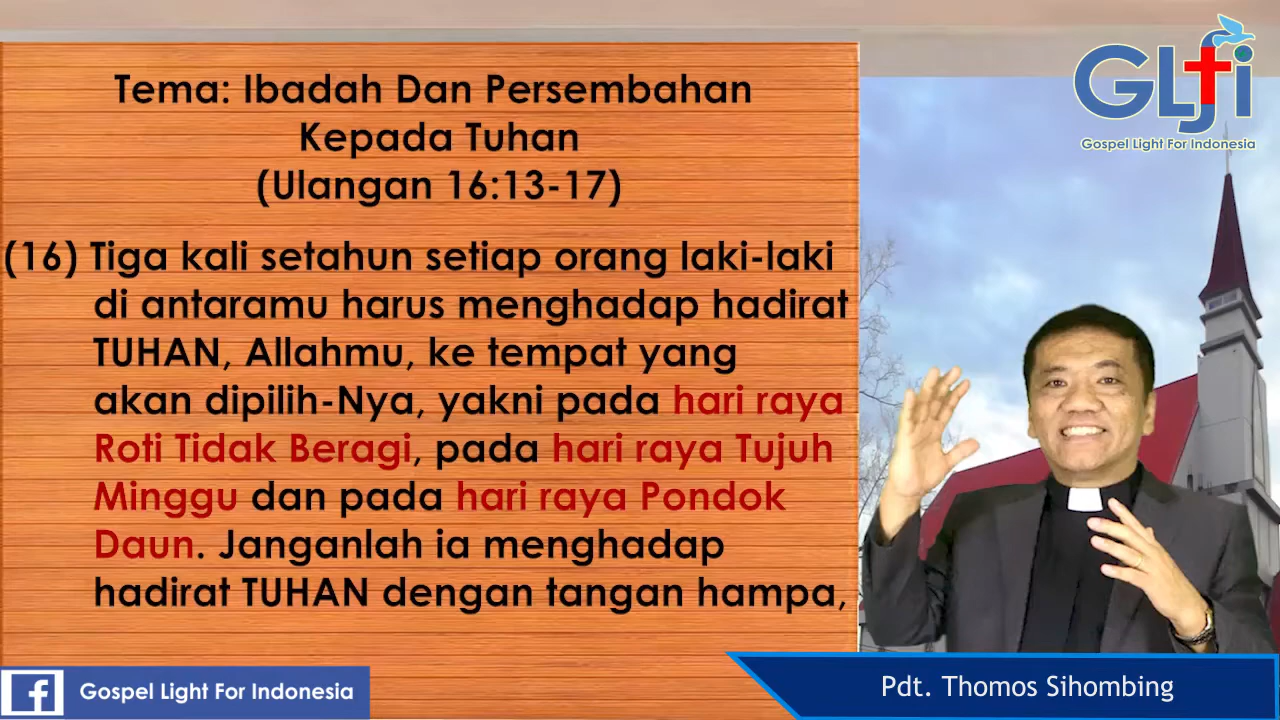 Tema: Ibadah Dan Persembahan
Kepada Tuhan
(Ulangan 16:13-17)
(16) Tiga kali setahun setiap orang laki-laki
di antaramu harus menghadap hadirat
TUHAN, Allahmu, ke tempat yang
akan dipilih-Nya, yakni pada hari raya
Roti Tidak Beragi, pada hari raya Tujuh
Minggu dan pada hari raya Pondok
Daun. Janganlah ia menghadap
hadirat TUHAN dengan tangan hampa,
GLfi
Gospel Light For Indonesia
f Gospel Light For Indonesia
Pdt. Thomos Sihombing